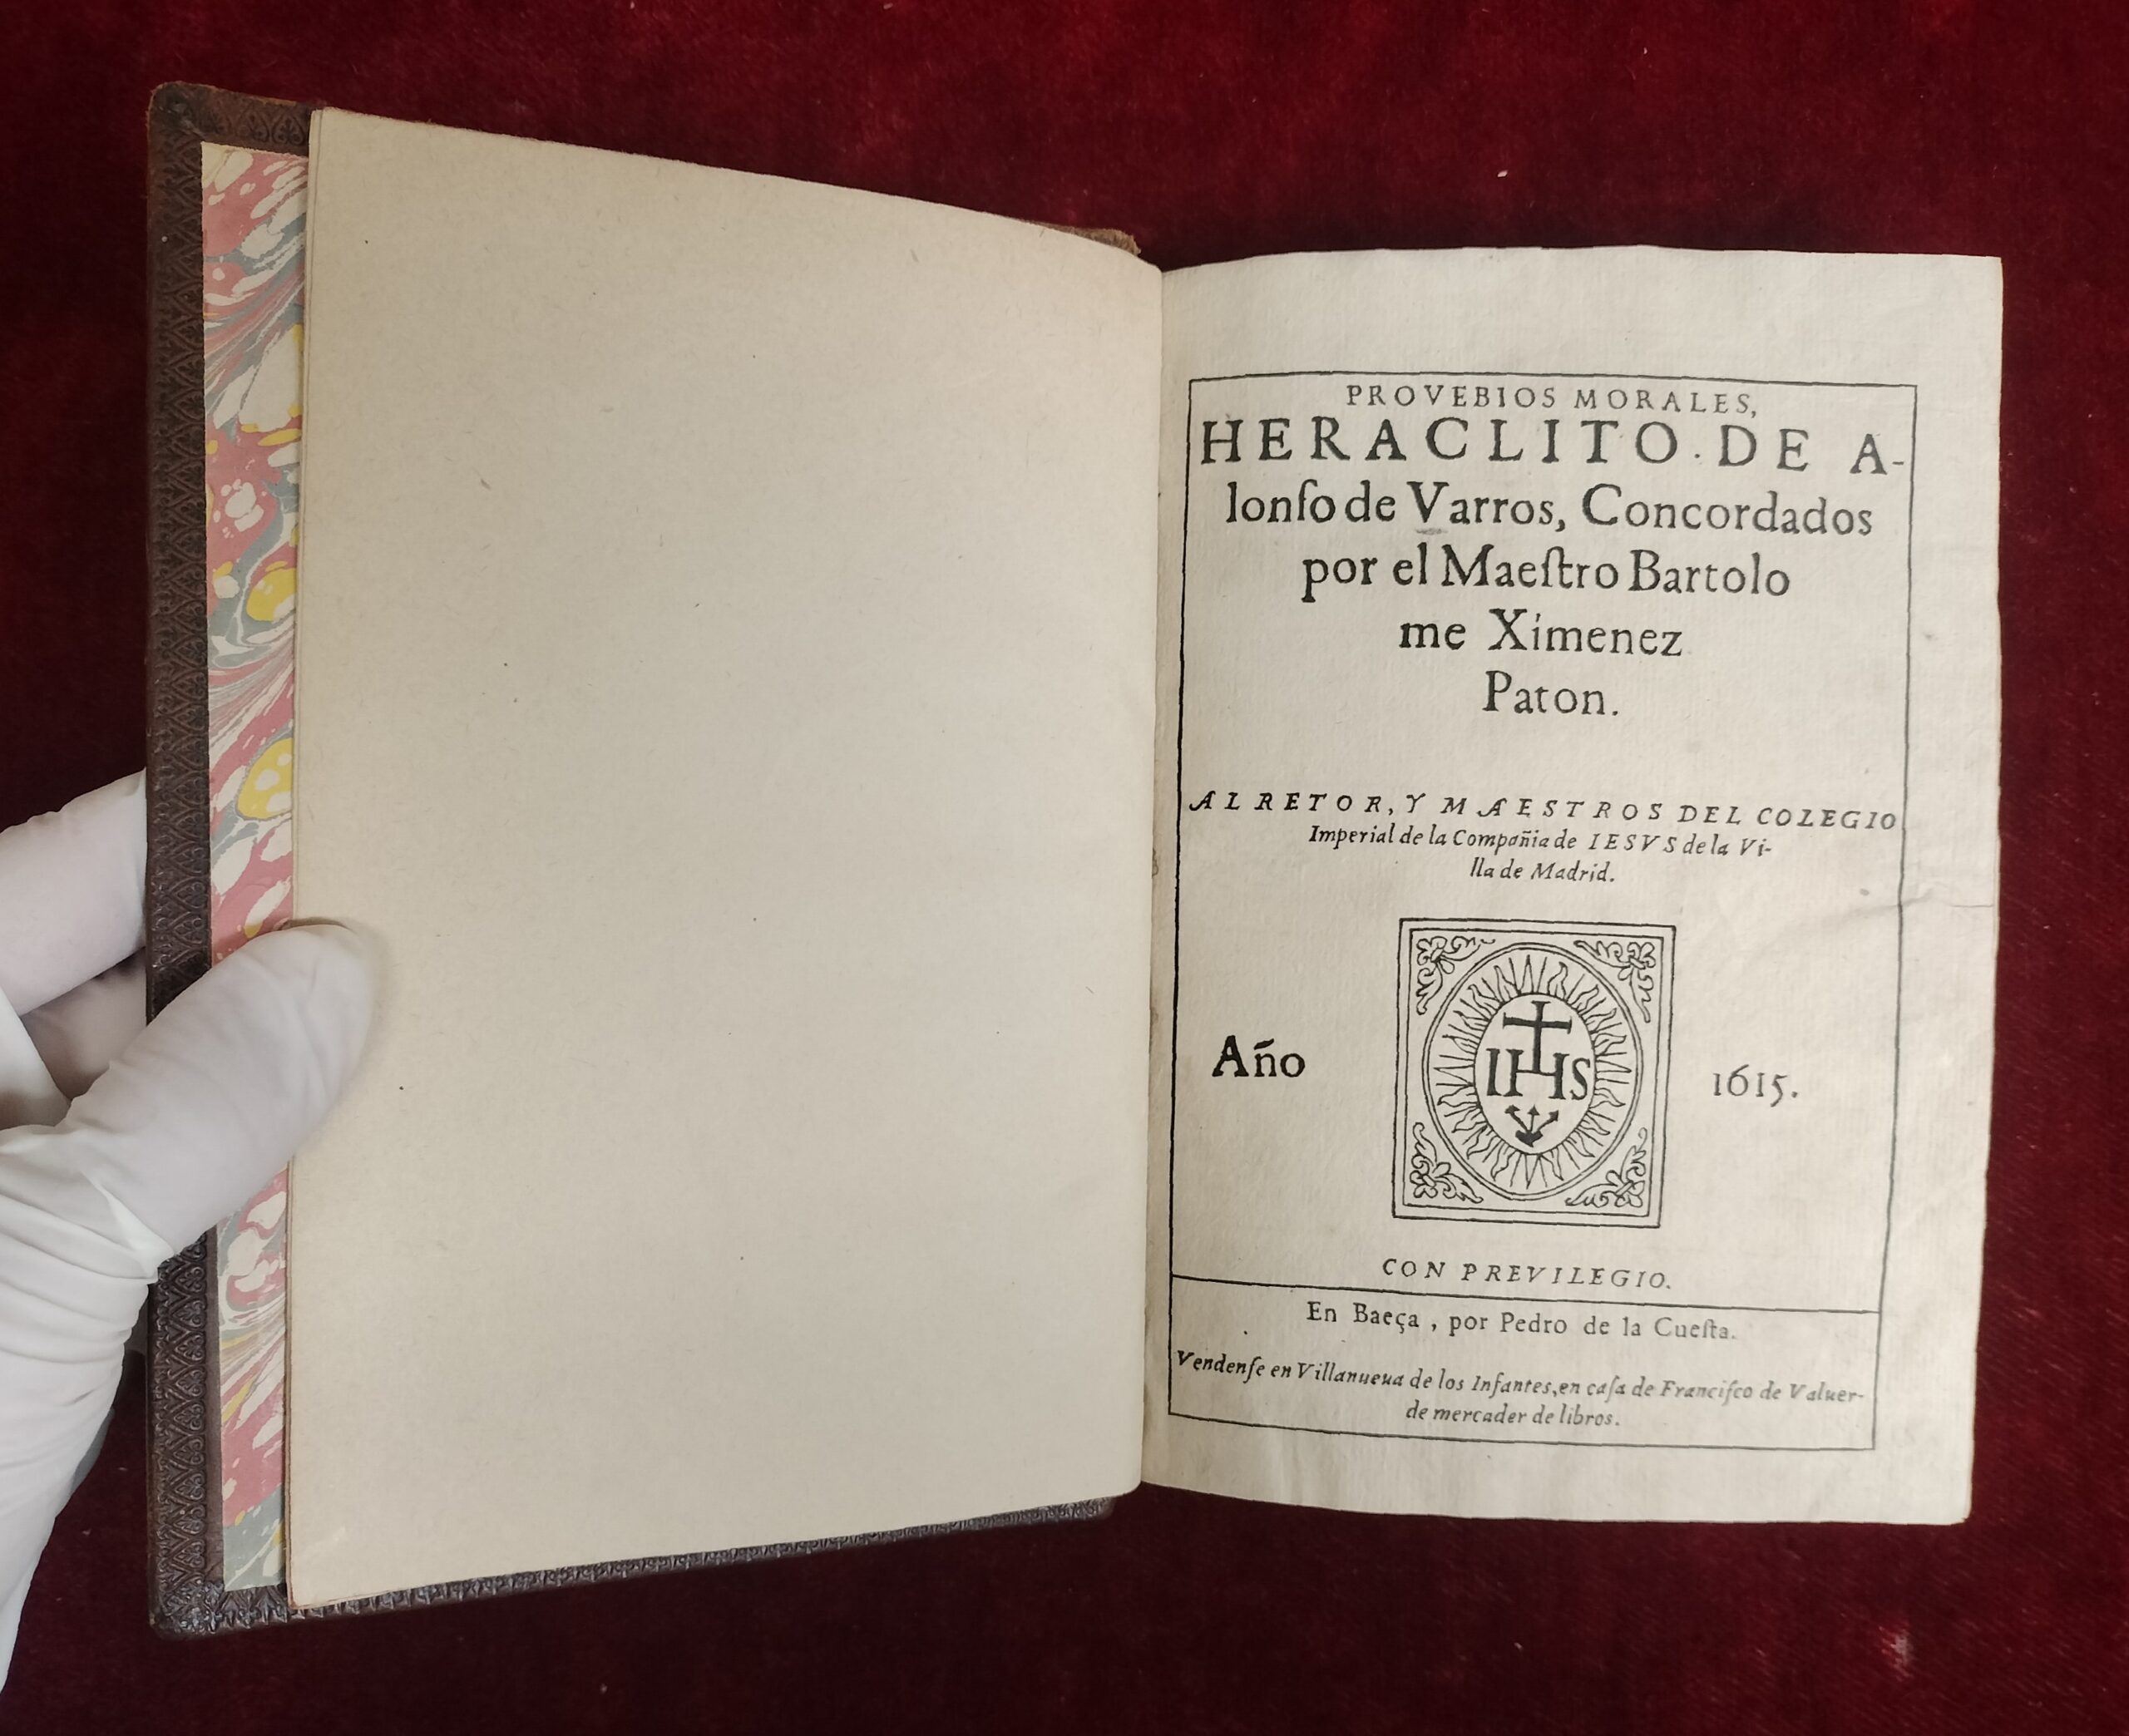 PROVEBIOS MORALES,
HERACLITO. DE A-
lonſo de Varros, Concordados
por el Maeſtro Bartolo
me Ximenez
Paton.
AL RETOR, Y MAESTROS DEL COLEGIO
Imperial de la Compañia de IESVS de la Vi-
lla de Madrid.
Año
IHS
1615.
CON PREVILEGIO.
En Baeça, por Pedro de la Cueſta.
Vendenſe en Villanueua de los Infantes, en caſa de Franciſco de Valuer-
de mercader de libros.